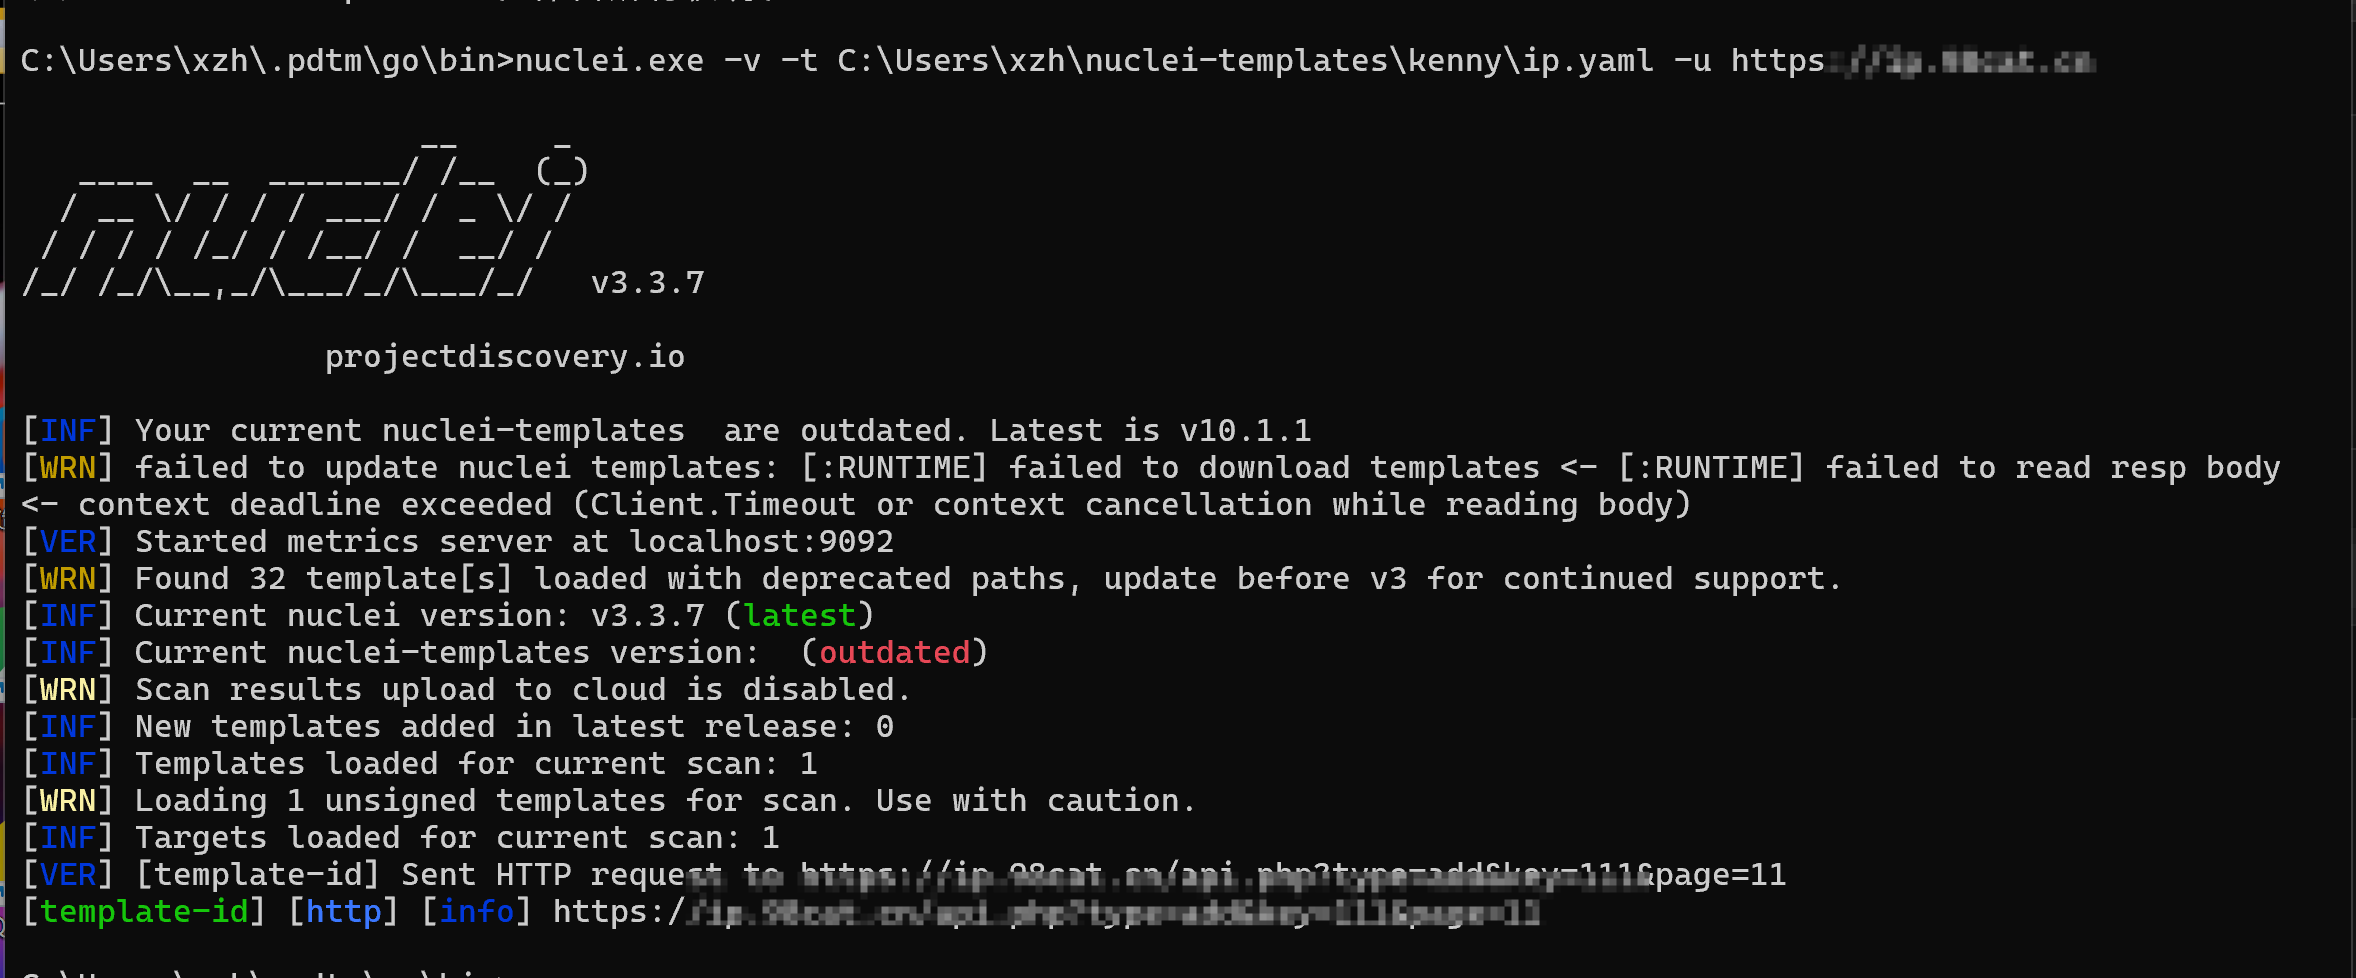 C:\Users\xzh\.pdtm\go\bin>nuclei.exe -v -t C:\Users\xzh\nuclei-templates\kenny\ip.yaml -u https
                     __     _
   ____  __  _______/ /__  (_)
  / __ \/ / / / ___/ / _ \/ /
 / / / / /_/ / /__/ /  __/ /
/_/ /_/\__,_/\___/_/\___/_/   v3.3.7
projectdiscovery.io
[INF] Your current nuclei-templates  are outdated. Latest is v10.1.1
[WRN] failed to update nuclei templates: [:RUNTIME] failed to download templates <- [:RUNTIME] failed to read resp body
<- context deadline exceeded (Client.Timeout or context cancellation while reading body)
[VER] Started metrics server at localhost:9092
[WRN] Found 32 template[s] loaded with deprecated paths, update before v3 for continued support.
[INF] Current nuclei version: v3.3.7 (latest)
[INF] Current nuclei-templates version:  (outdated)
[WRN] Scan results upload to cloud is disabled.
[INF] New templates added in latest release: 0
[INF] Templates loaded for current scan: 1
[WRN] Loading 1 unsigned templates for scan. Use with caution.
[INF] Targets loaded for current scan: 1
[VER] [template-id] Sent HTTP request &page=11
[template-id] [http] [info] https:/